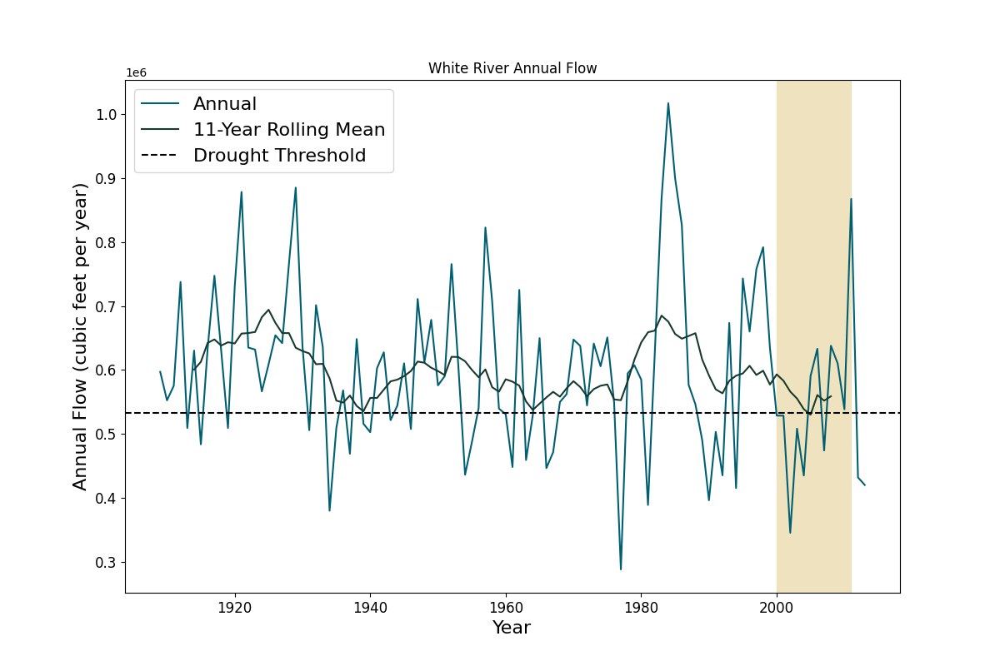 White River Annual Flow
1e6
Annual
11-Year Rolling Mean
Drought Threshold
Annual Flow (cubic feet per year)
1.0
0.9
0.8
0.7
0.6
0.5
0.4
0.3
1920 1940 1960 1980 2000
Year